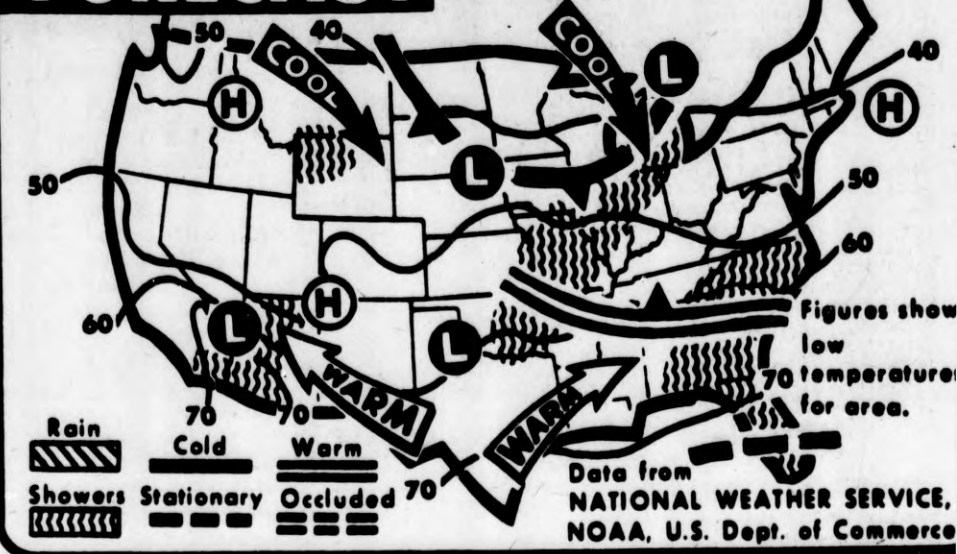 50
40
COOL
COOL
L
40
H
H
L
50
50
60
H
60
L
L
Figures show
low
temperatures
for area.
70
WARM
WARM
70
70
70
Rain
Cold
Warm
Showers
Stationary
Occluded
Data from
NATIONAL WEATHER SERVICE,
NOAA, U.S. Dept. of Commerce